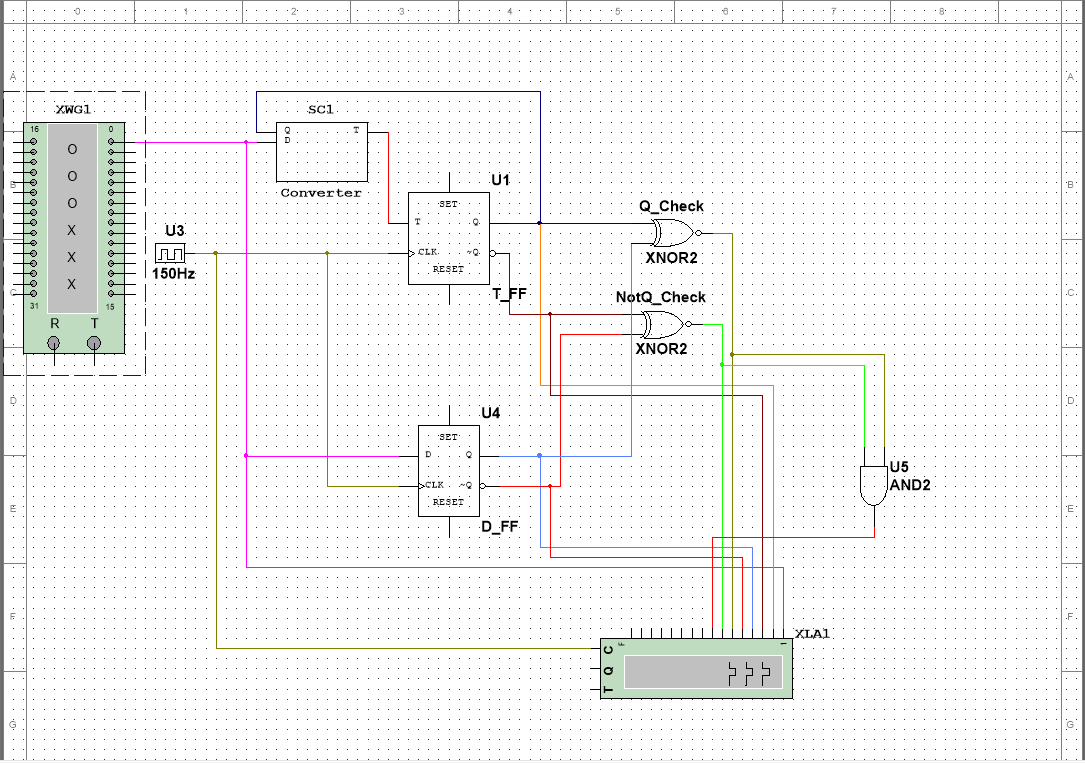 0 1 2 3 4 5 6 7 8
A A
XWG1
SC1
16 0
Q T
D
O
O
O
X
X
X
Converter
B B
U1
SET
T Q
CLK ~Q
RESET
T_FF
Q_Check
XNOR2
U3
150Hz
NotQ_Check
XNOR2
C C
31 15
R T
D D
U4
SET
D Q
CLK ~Q
RESET
D_FF
U5
AND2
E E
F F
XLA1
F 1
C
Q
T
G G